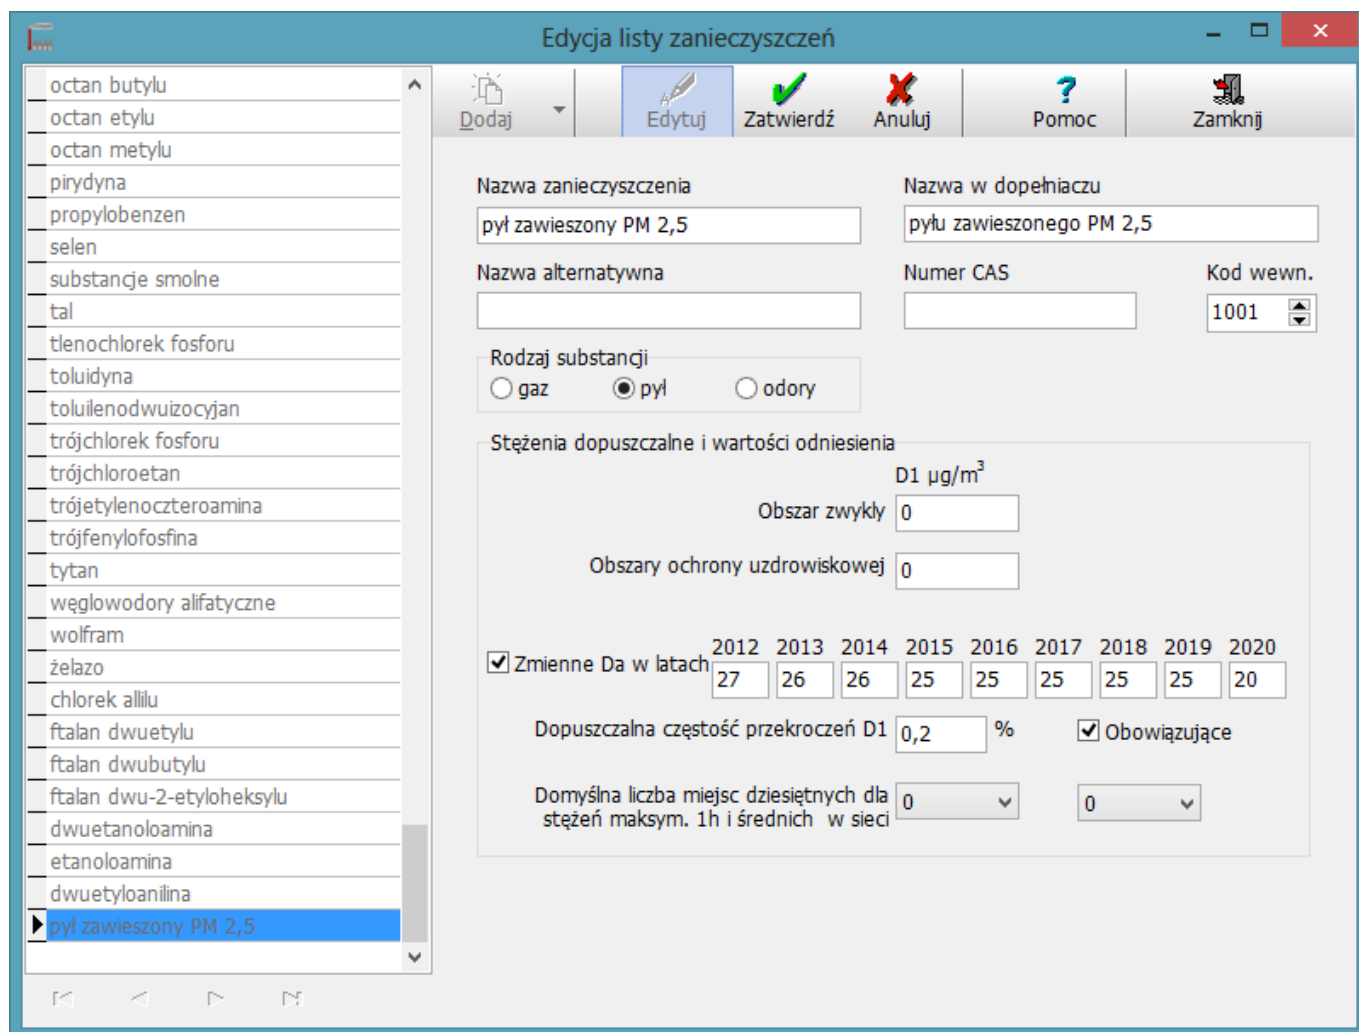 Edycja listy zanieczyszczeń
octan butylu
octan etylu
octan metylu
pirydyna
propylobenzen
selen
substancje smolne
tal
tlenochlorek fosforu
toluidyna
toluilenodwuizocyjan
trójchlorek fosforu
trójchloroetan
trójetylenoczteroamina
trójfenylofosfina
tytan
węglowodory alifatyczne
wolfram
żelazo
chlorek allilu
ftalan dwuetylu
ftalan dwubutylu
ftalan dwu-2-etyloheksylu
dwuetanoloamina
etanoloamina
dwuetyloanilina
pył zawieszony PM 2,5
Dodaj Edytuj Zatwierdź Anuluj Pomoc Zamknij
Nazwa zanieczyszczenia Nazwa w dopełniaczu
pył zawieszony PM 2,5 pyłu zawieszonego PM 2,5
Nazwa alternatywna Numer CAS Kod wewn.
1001
Rodzaj substancji
gaz pył odory
Stężenia dopuszczalne i wartości odniesienia
D1 µg/m³
Obszar zwykly 0
Obszary ochrony uzdrowiskowej 0
2012 2013 2014 2015 2016 2017 2018 2019 2020
Zmienne Da w latach 27 26 26 25 25 25 25 25 20
Dopuszczalna częstość przekroczeń D1 0,2 % Obowiązujące
Domyślna liczba miejsc dziesiętnych dla 0 0
stężeń maksym. 1h i średnich w sieci